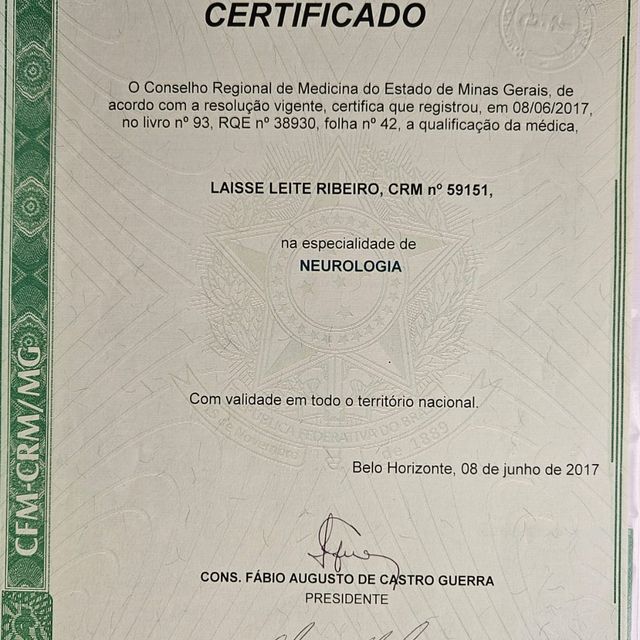 CERTIFICADO
O Conselho Regional de Medicina do Estado de Minas Gerais, de
acordo com a resolução vigente, certifica que registrou, em 08/06/2017,
no livro nº 93, RQE nº 38930, folha nº 42, a qualificação da médica,
LAISSE LEITE RIBEIRO, CRM nº 59151,
na especialidade de
NEUROLOGIA
Com validade em todo o território nacional.
Belo Horizonte, 08 de junho de 2017
CONS. FÁBIO AUGUSTO DE CASTRO GUERRA
PRESIDENTE
CFM-CRM/MG